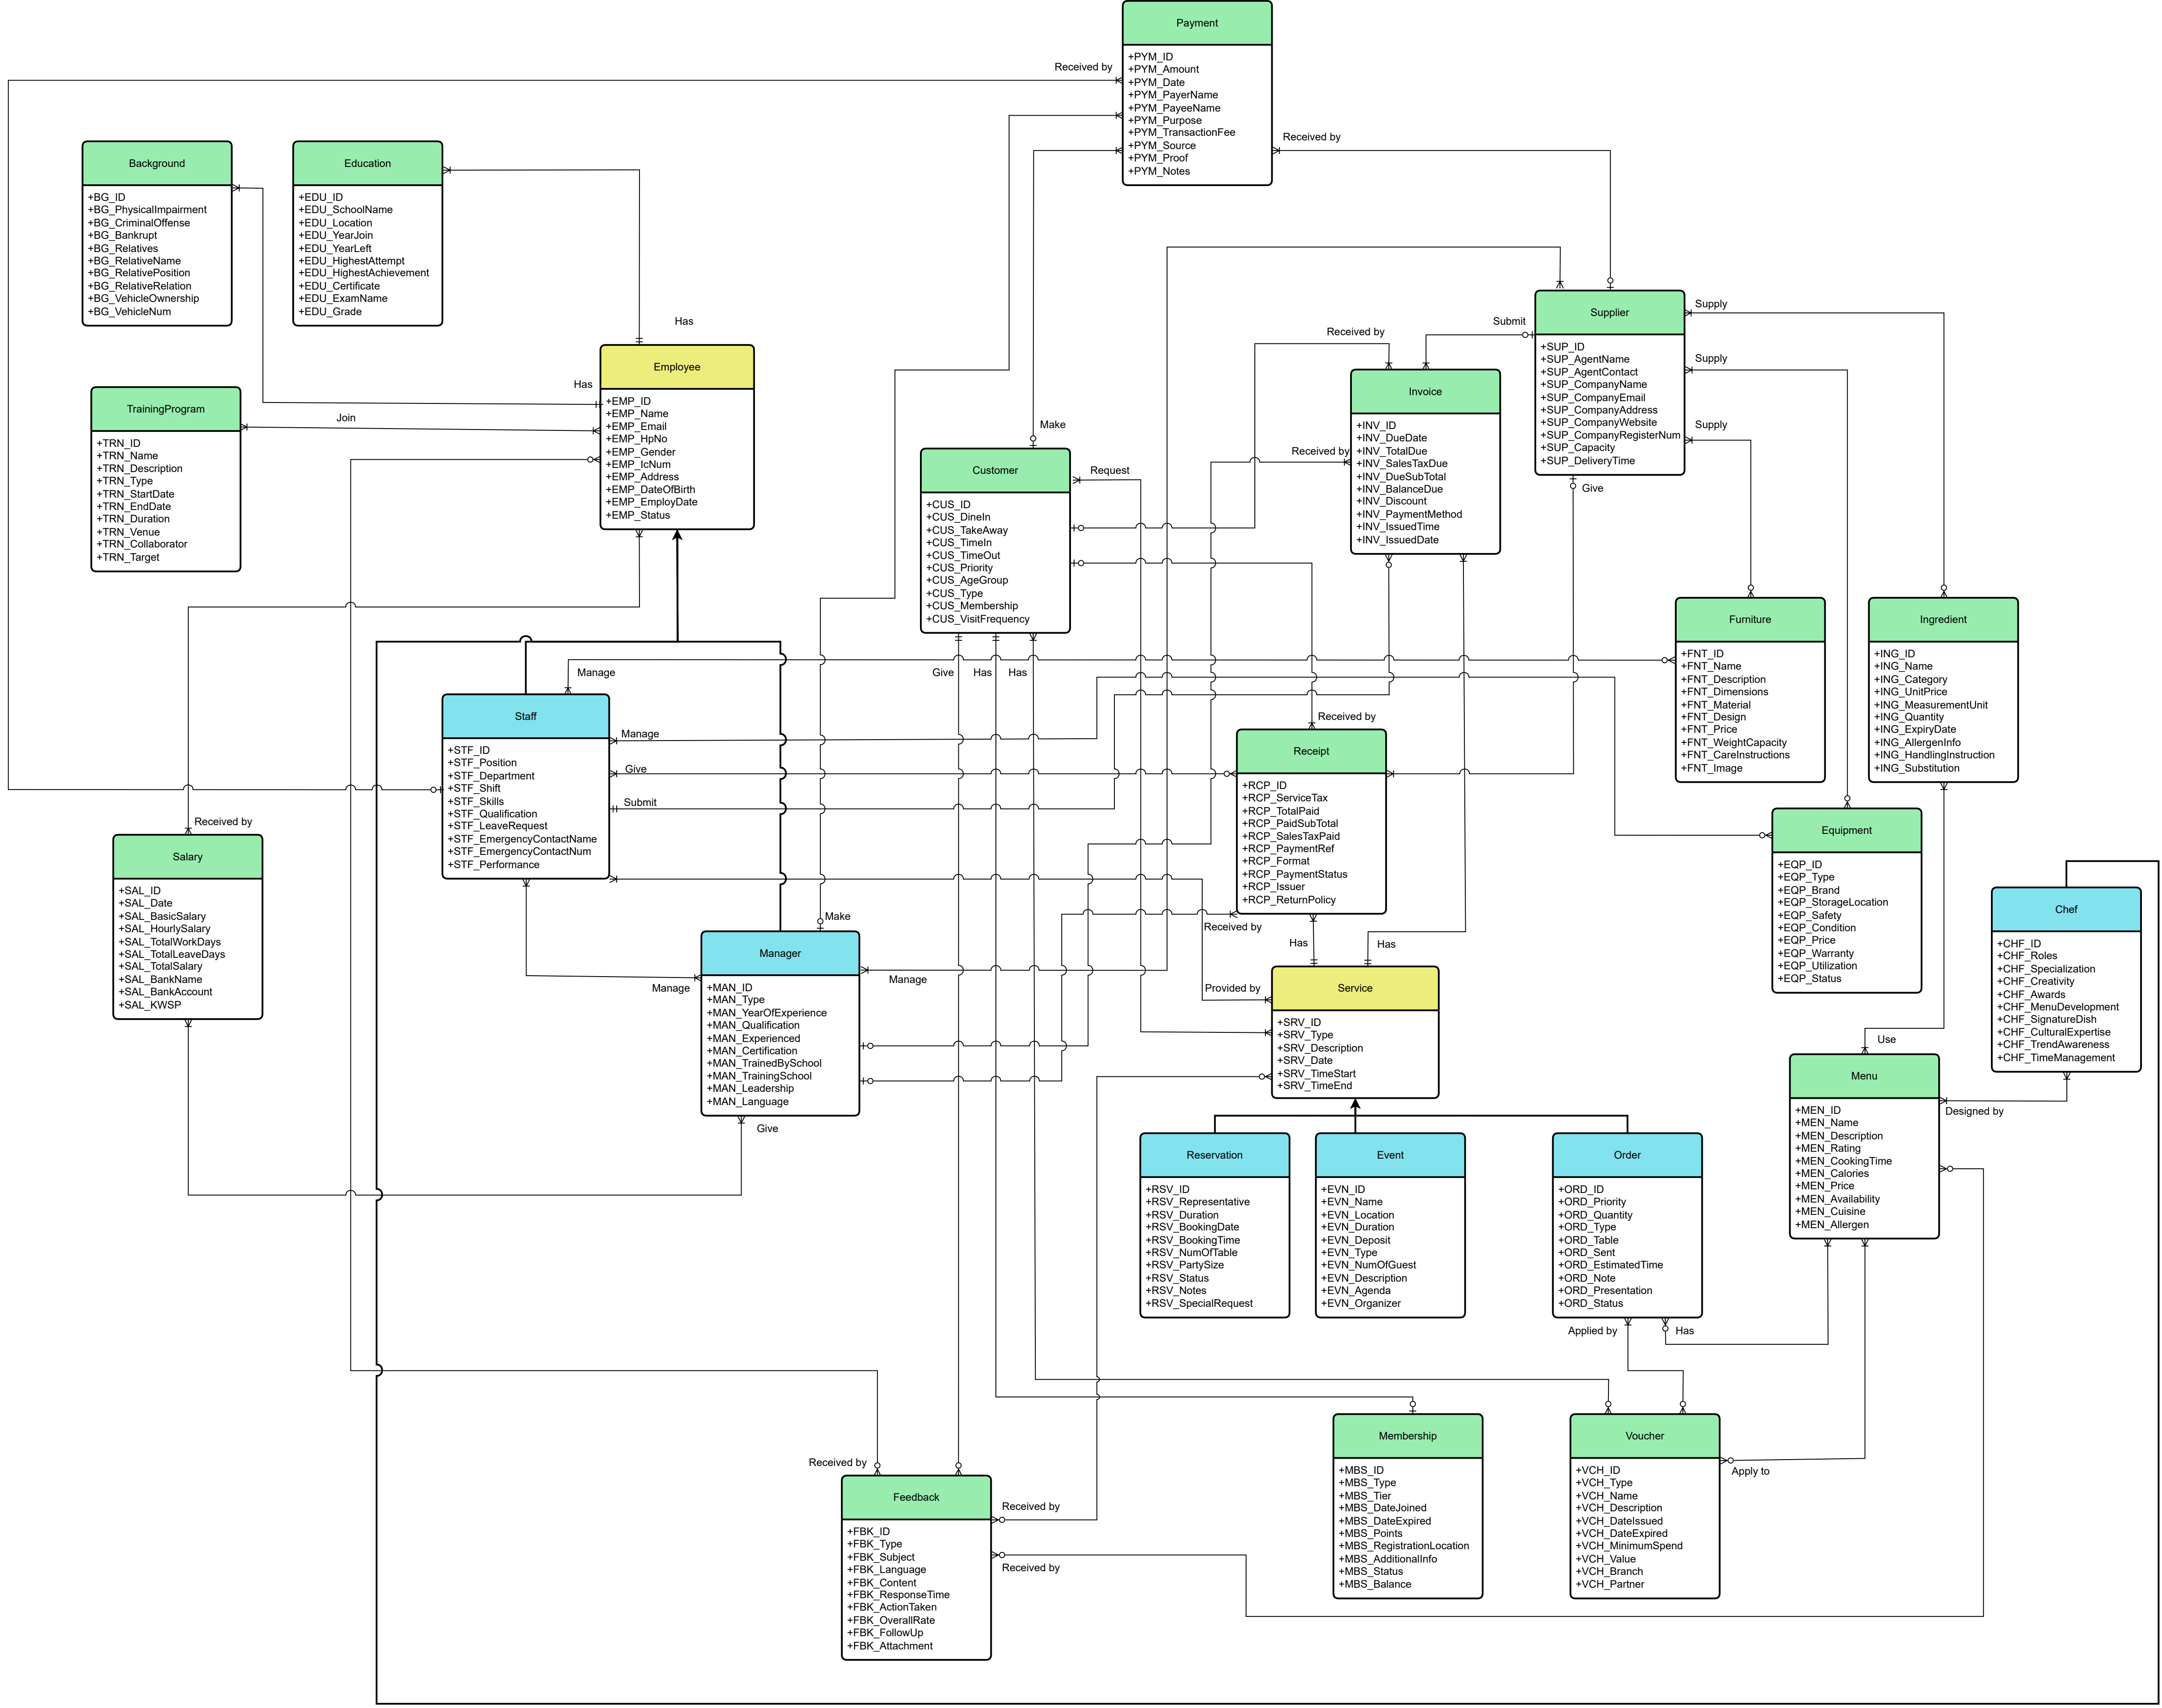 Payment
+PYM_ID
+PYM_Amount
+PYM_Date
+PYM_PayerName
+PYM_PayeeName
+PYM_Purpose
+PYM_TransactionFee
+PYM_Source
+PYM_Proof
+PYM_Notes
Received by
Received by
Background
+BG_ID
+BG_PhysicalImpairment
+BG_CriminalOffense
+BG_Bankrupt
+BG_Relatives
+BG_RelativeName
+BG_RelativePosition
+BG_RelativeRelation
+BG_VehicleOwnership
+BG_VehicleNum
Education
+EDU_ID
+EDU_SchoolName
+EDU_Location
+EDU_YearJoin
+EDU_YearLeft
+EDU_HighestAttempt
+EDU_HighestAchievement
+EDU_Certificate
+EDU_ExamName
+EDU_Grade
Has
Has
Employee
+EMP_ID
+EMP_Name
+EMP_Email
+EMP_HpNo
+EMP_Gender
+EMP_IcNum
+EMP_Address
+EMP_DateOfBirth
+EMP_EmployDate
+EMP_Status
TrainingProgram
+TRN_ID
+TRN_Name
+TRN_Description
+TRN_Type
+TRN_StartDate
+TRN_EndDate
+TRN_Duration
+TRN_Venue
+TRN_Collaborator
+TRN_Target
Join
Supplier
+SUP_ID
+SUP_AgentName
+SUP_AgentContact
+SUP_CompanyName
+SUP_CompanyEmail
+SUP_CompanyAddress
+SUP_CompanyWebsite
+SUP_CompanyRegisterNum
+SUP_Capacity
+SUP_DeliveryTime
Supply
Supply
Supply
Submit
Give
Received by
Received by
Invoice
+INV_ID
+INV_DueDate
+INV_TotalDue
+INV_SalesTaxDue
+INV_DueSubTotal
+INV_BalanceDue
+INV_Discount
+INV_PaymentMethod
+INV_IssuedTime
+INV_IssuedDate
Make
Request
Customer
+CUS_ID
+CUS_DineIn
+CUS_TakeAway
+CUS_TimeIn
+CUS_TimeOut
+CUS_Priority
+CUS_AgeGroup
+CUS_Type
+CUS_Membership
+CUS_VisitFrequency
Give
Has
Has
Furniture
+FNT_ID
+FNT_Name
+FNT_Description
+FNT_Dimensions
+FNT_Material
+FNT_Design
+FNT_Price
+FNT_WeightCapacity
+FNT_CareInstructions
+FNT_Image
Ingredient
+ING_ID
+ING_Name
+ING_Category
+ING_UnitPrice
+ING_MeasurementUnit
+ING_Quantity
+ING_ExpiryDate
+ING_AllergenInfo
+ING_HandlingInstruction
+ING_Substitution
Manage
Manage
Give
Submit
Staff
+STF_ID
+STF_Position
+STF_Department
+STF_Shift
+STF_Skills
+STF_Qualification
+STF_LeaveRequest
+STF_EmergencyContactName
+STF_EmergencyContactNum
+STF_Performance
Received by
Receipt
+RCP_ID
+RCP_ServiceTax
+RCP_TotalPaid
+RCP_PaidSubTotal
+RCP_SalesTaxPaid
+RCP_PaymentRef
+RCP_Format
+RCP_PaymentStatus
+RCP_Issuer
+RCP_ReturnPolicy
Received by
Has
Has
Received by
Salary
+SAL_ID
+SAL_Date
+SAL_BasicSalary
+SAL_HourlySalary
+SAL_TotalWorkDays
+SAL_TotalLeaveDays
+SAL_TotalSalary
+SAL_BankName
+SAL_BankAccount
+SAL_KWSP
Equipment
+EQP_ID
+EQP_Type
+EQP_Brand
+EQP_StorageLocation
+EQP_Safety
+EQP_Condition
+EQP_Price
+EQP_Warranty
+EQP_Utilization
+EQP_Status
Chef
+CHF_ID
+CHF_Roles
+CHF_Specialization
+CHF_Creativity
+CHF_Awards
+CHF_MenuDevelopment
+CHF_SignatureDish
+CHF_CulturalExpertise
+CHF_TrendAwareness
+CHF_TimeManagement
Make
Manage
Manage
Manager
+MAN_ID
+MAN_Type
+MAN_YearOfExperience
+MAN_Qualification
+MAN_Experienced
+MAN_Certification
+MAN_TrainedBySchool
+MAN_TrainingSchool
+MAN_Leadership
+MAN_Language
Give
Provided by
Service
+SRV_ID
+SRV_Type
+SRV_Description
+SRV_Date
+SRV_TimeStart
+SRV_TimeEnd
Use
Designed by
Menu
+MEN_ID
+MEN_Name
+MEN_Description
+MEN_Rating
+MEN_CookingTime
+MEN_Calories
+MEN_Price
+MEN_Availability
+MEN_Cuisine
+MEN_Allergen
Reservation
+RSV_ID
+RSV_Representative
+RSV_Duration
+RSV_BookingDate
+RSV_BookingTime
+RSV_NumOfTable
+RSV_PartySize
+RSV_Status
+RSV_Notes
+RSV_SpecialRequest
Event
+EVN_ID
+EVN_Name
+EVN_Location
+EVN_Duration
+EVN_Deposit
+EVN_Type
+EVN_NumOfGuest
+EVN_Description
+EVN_Agenda
+EVN_Organizer
Order
+ORD_ID
+ORD_Priority
+ORD_Quantity
+ORD_Type
+ORD_Table
+ORD_Sent
+ORD_EstimatedTime
+ORD_Note
+ORD_Presentation
+ORD_Status
Applied by
Has
Received by
Received by
Received by
Feedback
+FBK_ID
+FBK_Type
+FBK_Subject
+FBK_Language
+FBK_Content
+FBK_ResponseTime
+FBK_ActionTaken
+FBK_OverallRate
+FBK_FollowUp
+FBK_Attachment
Membership
+MBS_ID
+MBS_Type
+MBS_Tier
+MBS_DateJoined
+MBS_DateExpired
+MBS_Points
+MBS_RegistrationLocation
+MBS_AdditionalInfo
+MBS_Status
+MBS_Balance
Voucher
+VCH_ID
+VCH_Type
+VCH_Name
+VCH_Description
+VCH_DateIssued
+VCH_DateExpired
+VCH_MinimumSpend
+VCH_Value
+VCH_Branch
+VCH_Partner
Apply to